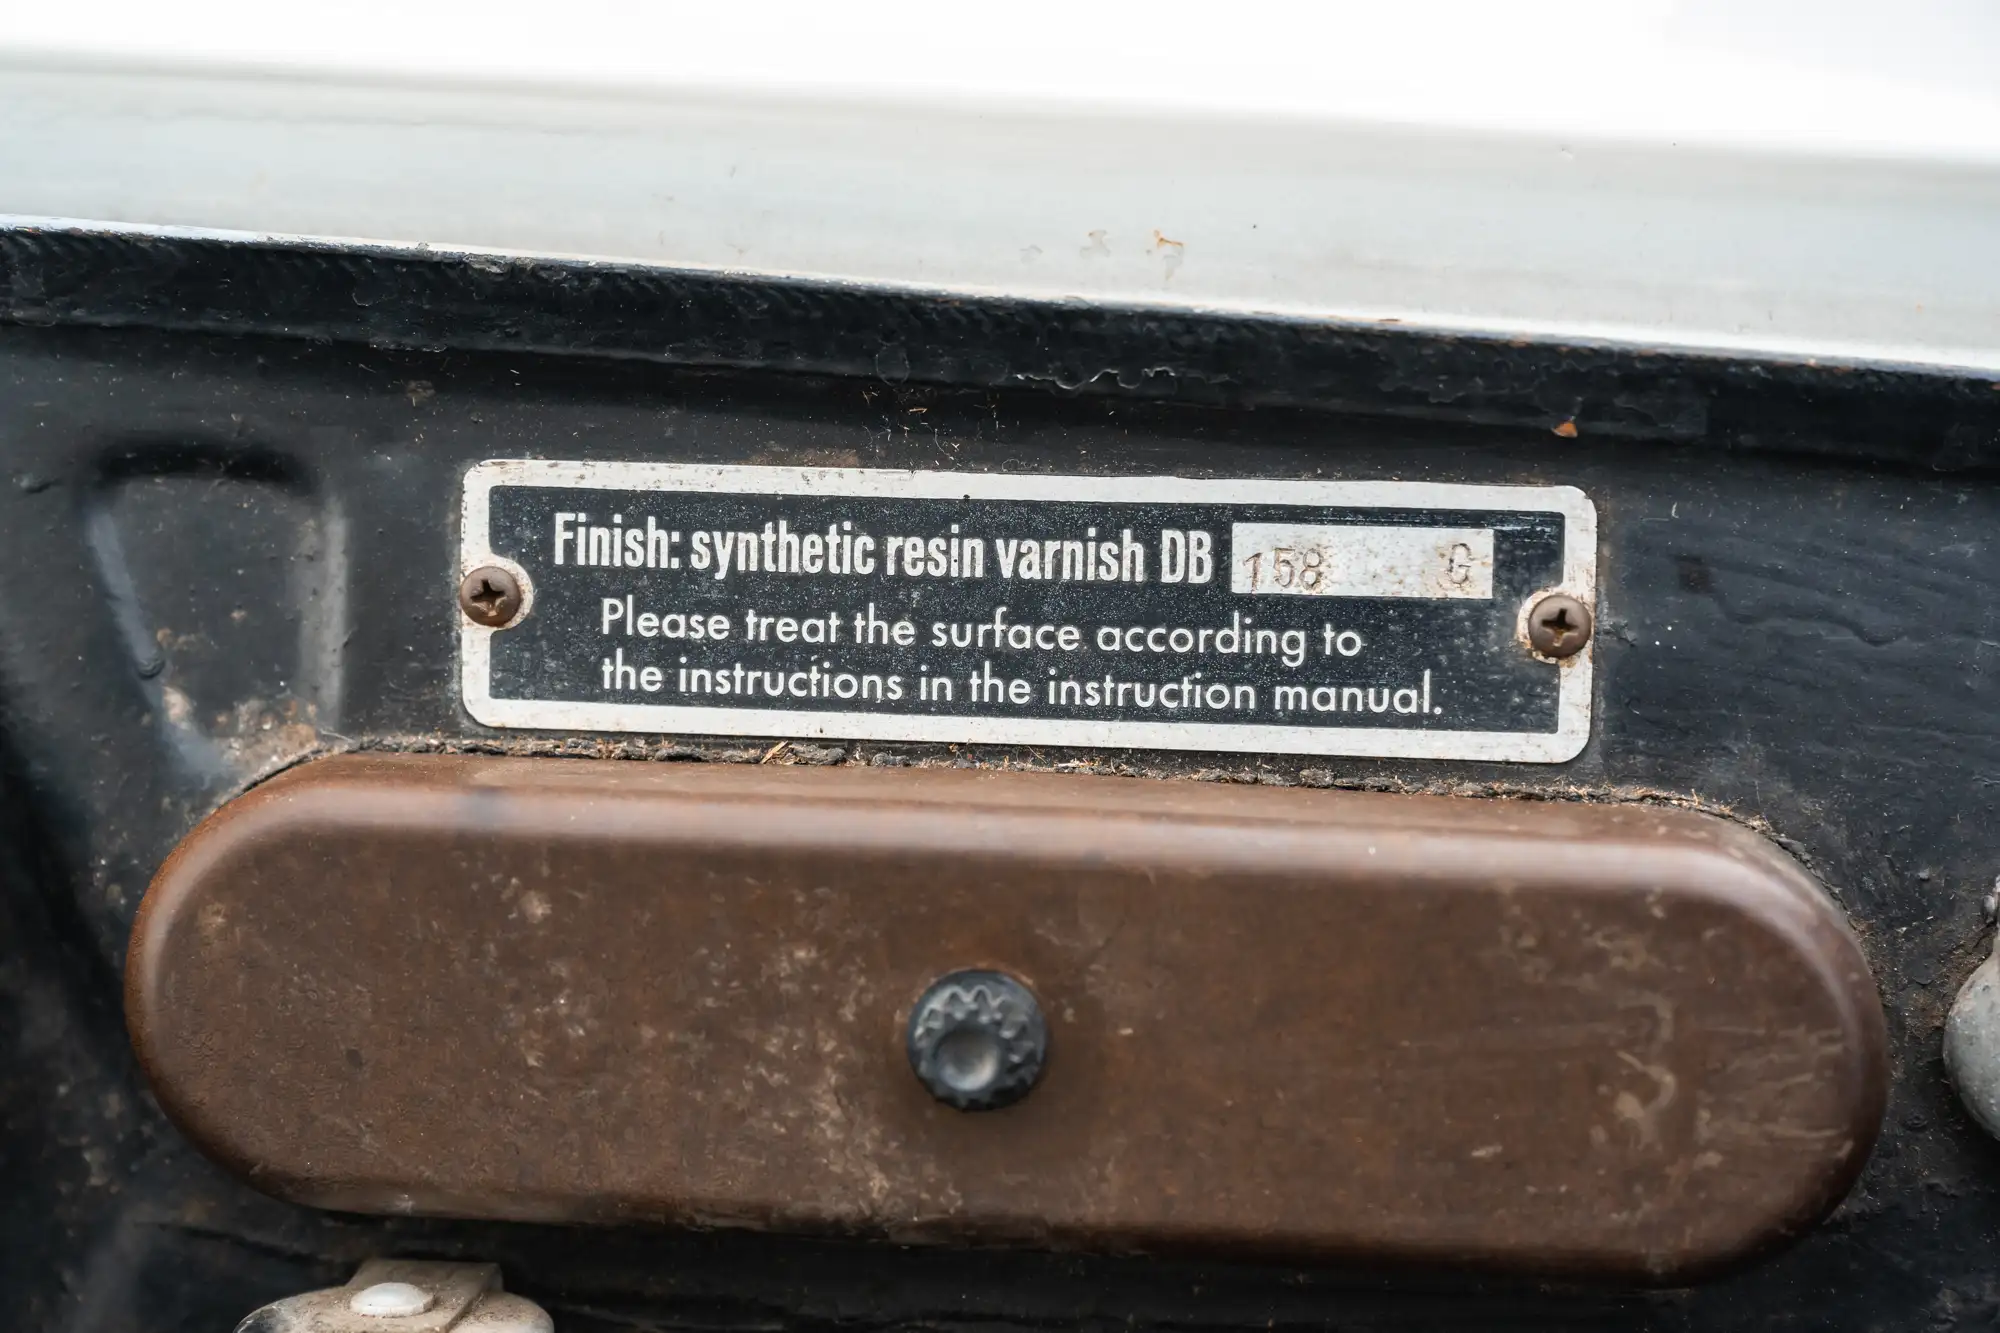 Finish: synthetic resin varnish DB 158 G
Please treat the surface according to
the instructions in the instruction manual.